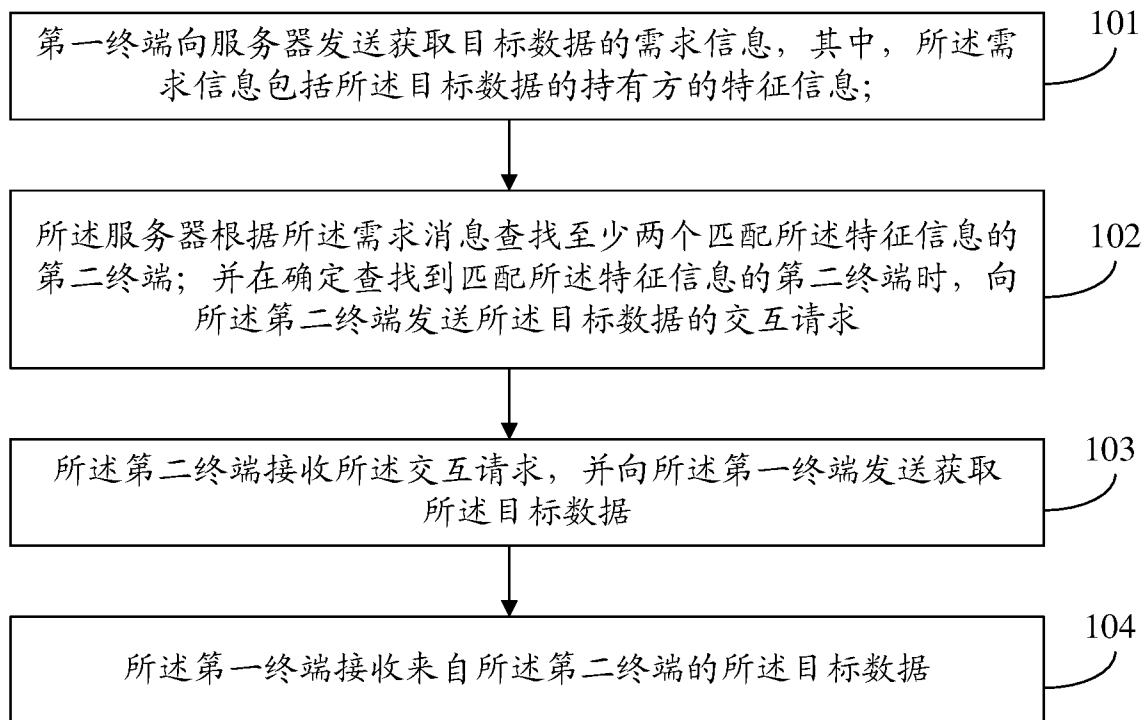 第一终端向服务器发送获取目标数据的需求信息，其中，所述需
求信息包括所述目标数据的持有方的特征信息；
101
所述服务器根据所述需求消息查找至少两个匹配所述特征信息的
第二终端；并在确定查找到匹配所述特征信息的第二终端时，向
所述第二终端发送所述目标数据的交互请求
102
所述第二终端接收所述交互请求，并向所述第一终端发送获取
所述目标数据
103
所述第一终端接收来自所述第二终端的所述目标数据
104